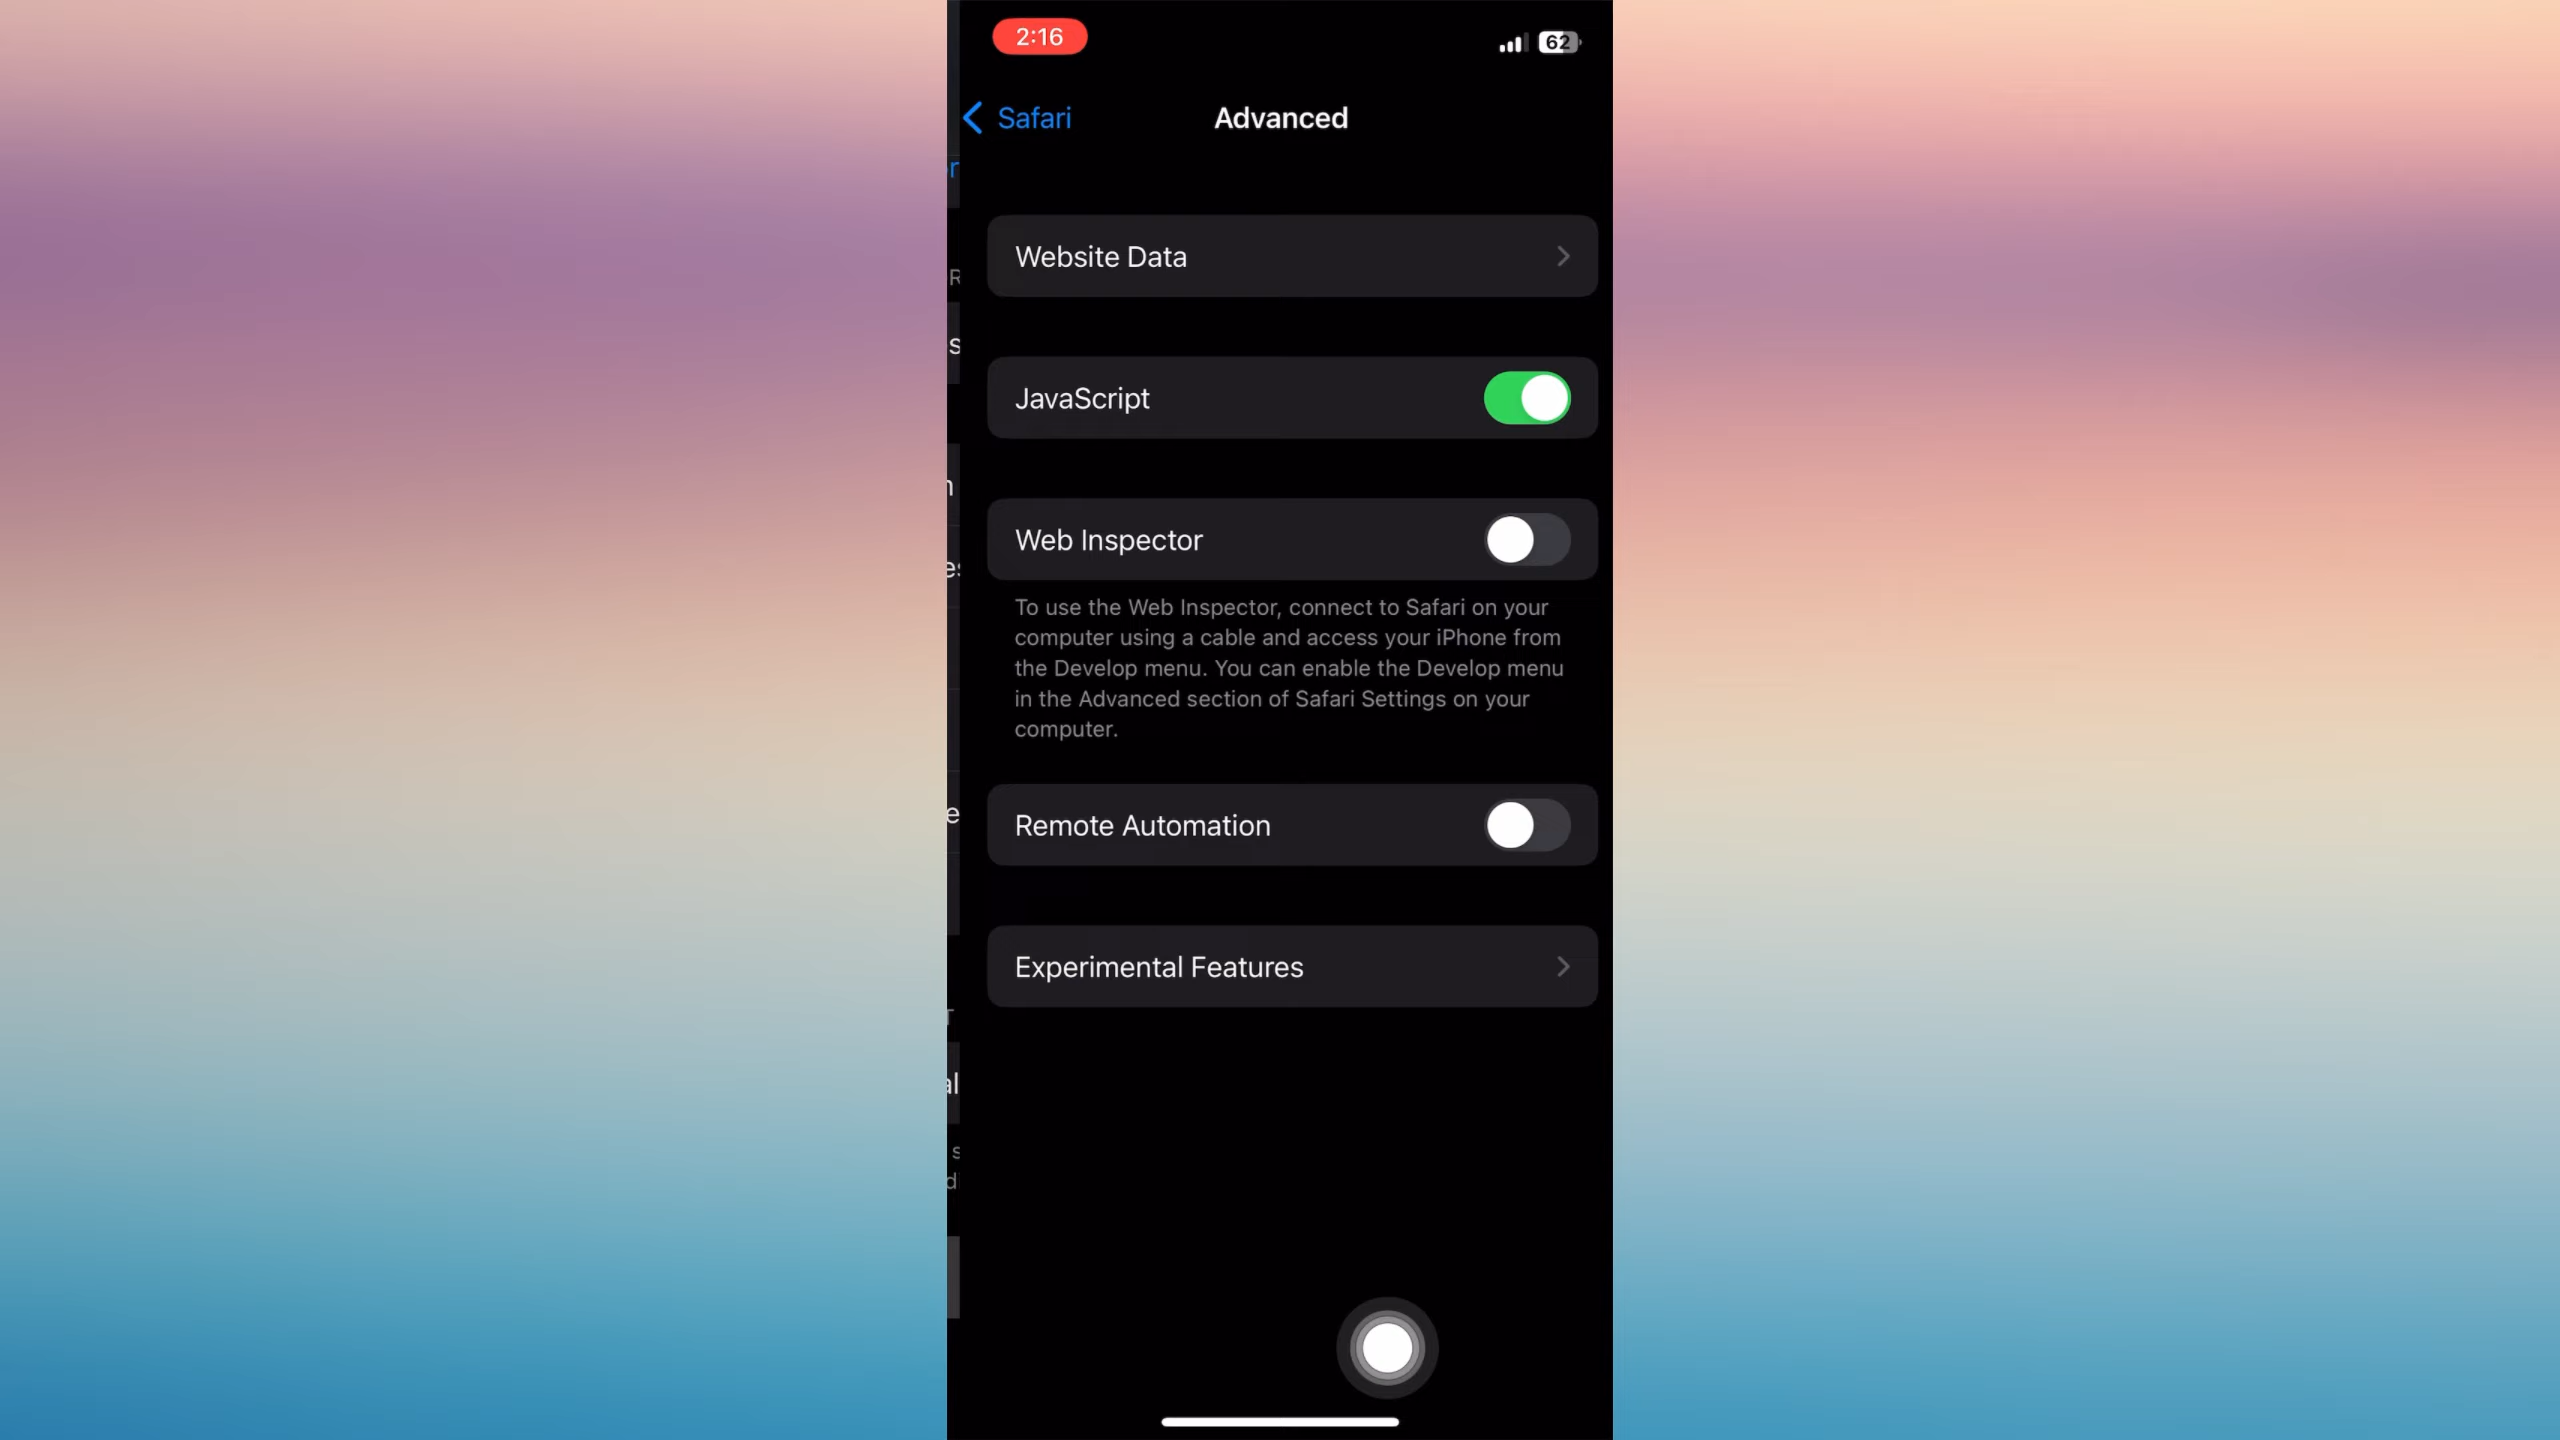 2:16
62
Safari
Advanced
Website Data
JavaScript
Web Inspector
To use the Web Inspector, connect to Safari on your
computer using a cable and access your iPhone from
the Develop menu. You can enable the Develop menu
in the Advanced section of Safari Settings on your
computer.
Remote Automation
Experimental Features